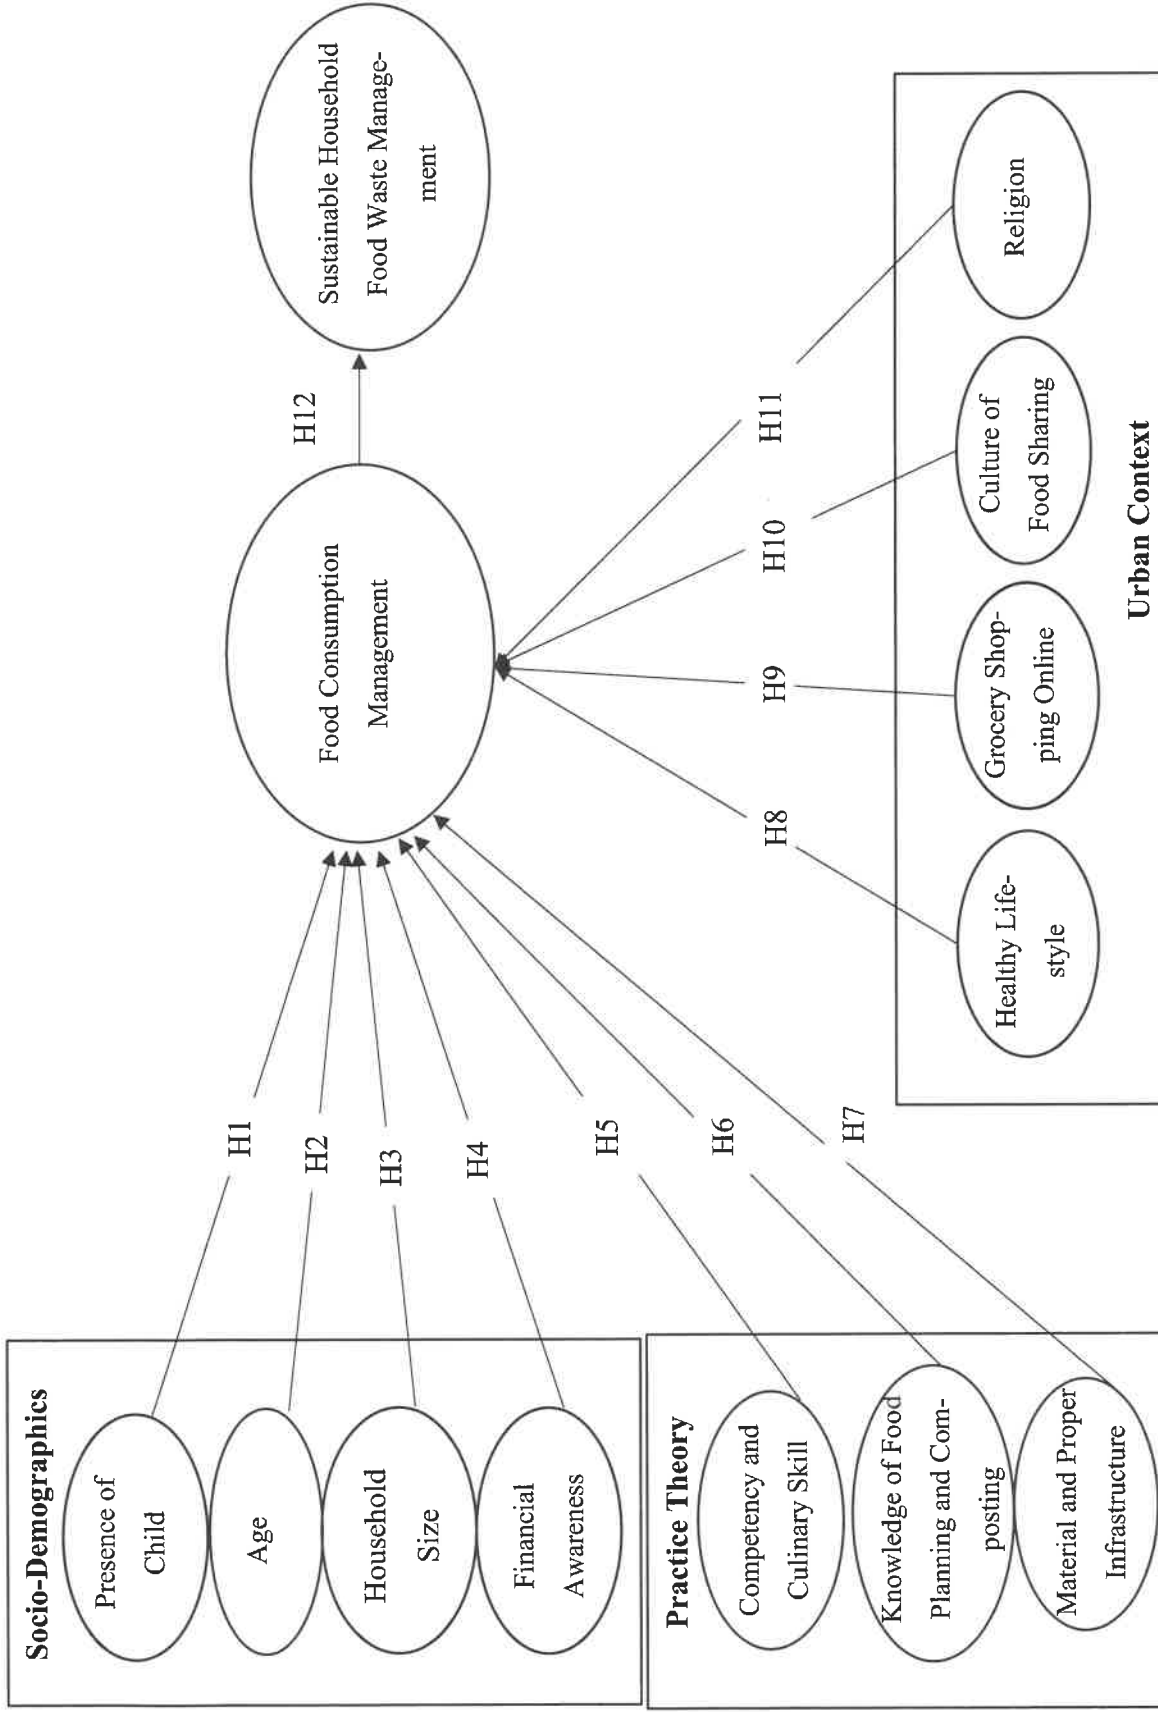 Socio-Demographics
Presence of
Child
Age
Household
Size
Financial
Awareness
Practice Theory
Competency and
Culinary Skill
Knowledge of Food
Planning and Com-
posting
Material and Proper
Infrastructure
H1
H2
H3
H4
H5
H6
H7
Food Consumption
Management
H12
Sustainable Household
Food Waste Manage-
ment
H8
H9
H10
H11
Healthy Life-
style
Grocery Shop-
ping Online
Culture of
Food Sharing
Religion
Urban Context